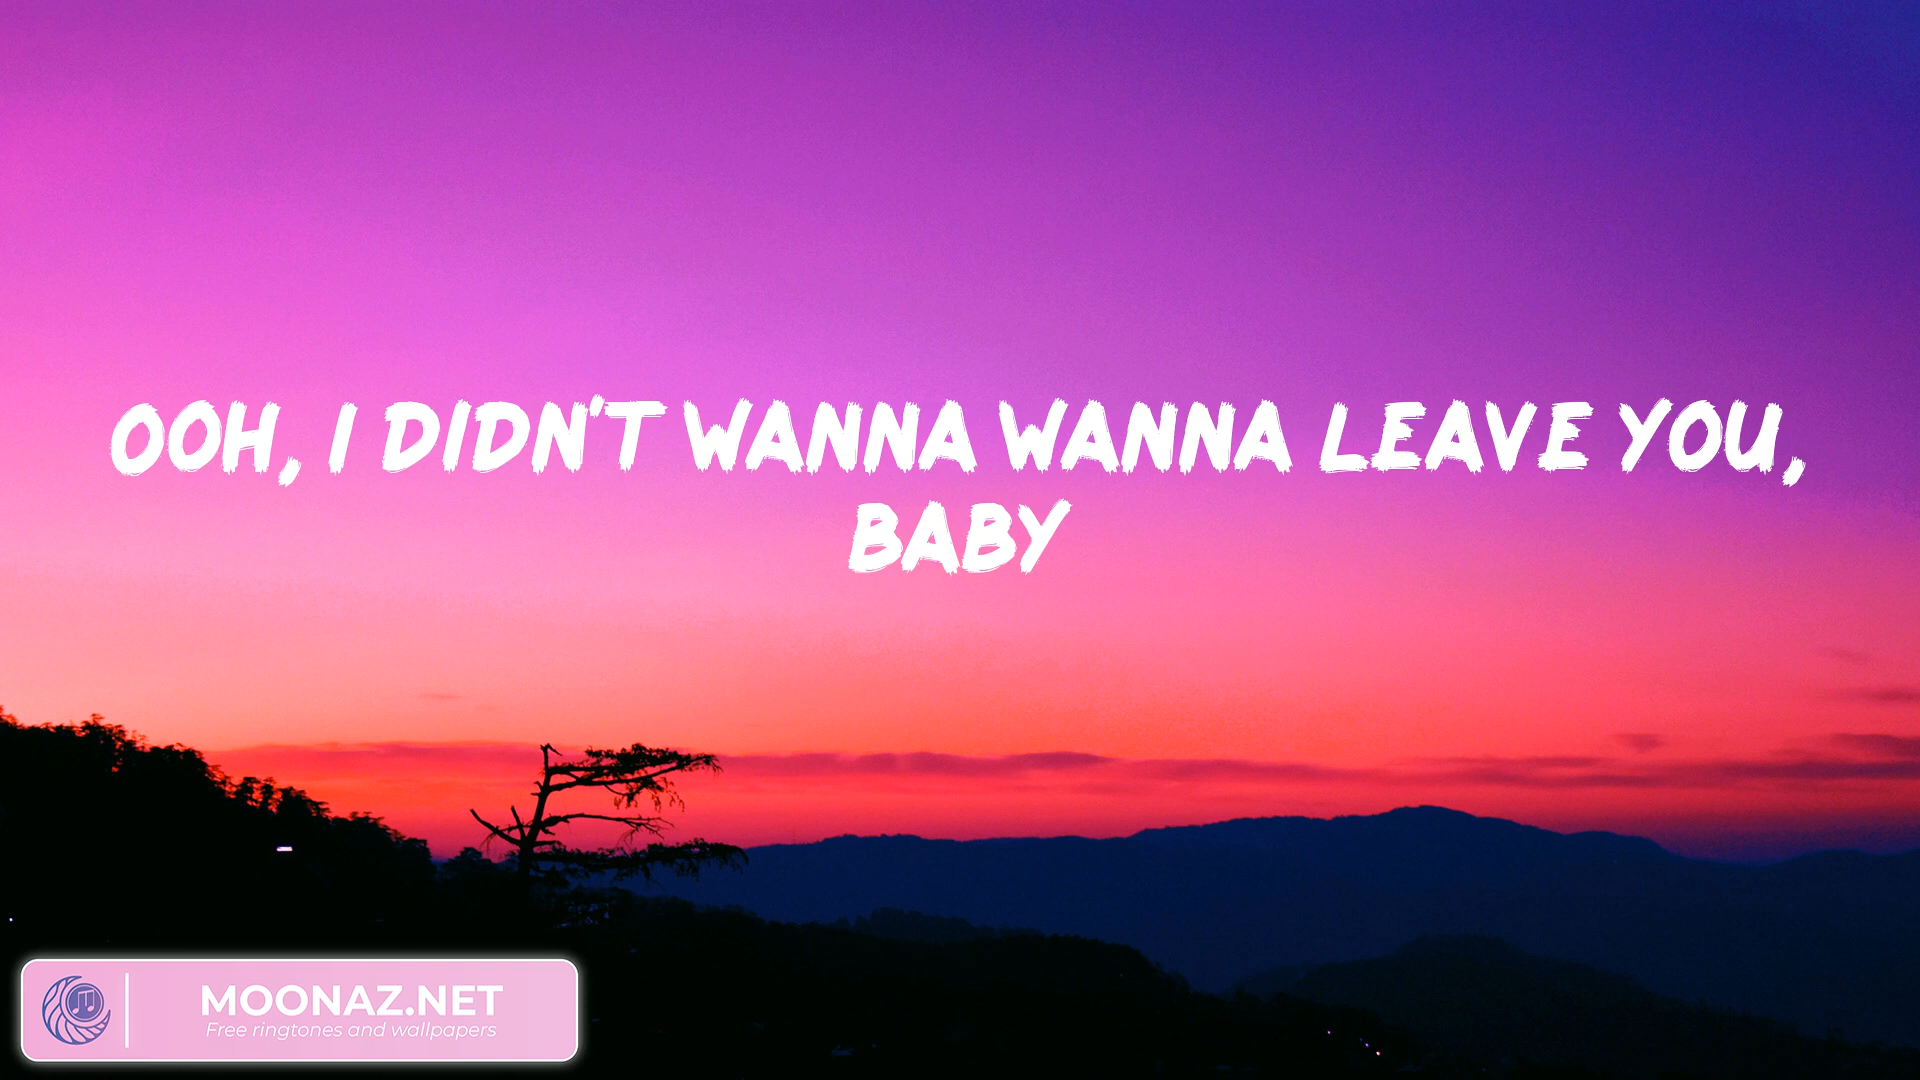 OOH, I DIDN'T WANNA WANNA LEAVE YOU,
BABY
MOONAZ.NET
Free ringtones and wallpapers